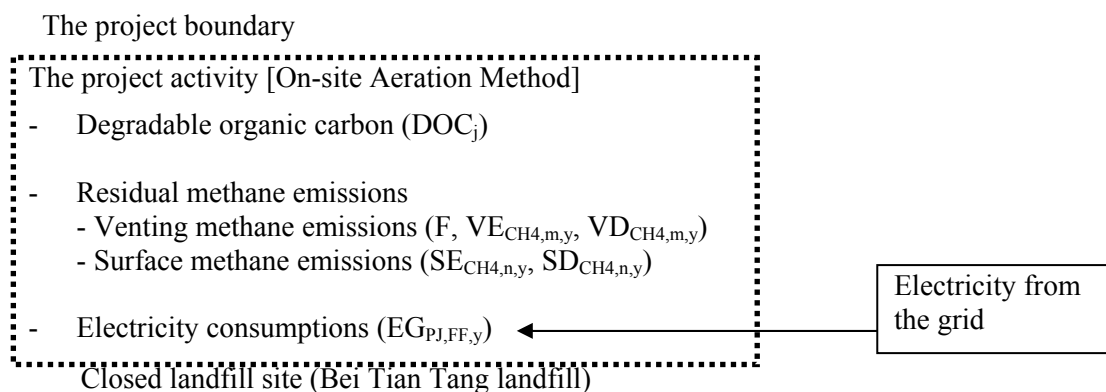 The project boundary
The project activity [On-site Aeration Method]
- Degradable organic carbon (DOCj)
- Residual methane emissions
- Venting methane emissions (F, VECH4,m,y, VDCH4,m,y)
- Surface methane emissions (SECH4,n,y, SDCH4,n,y)
- Electricity consumptions (EGPJ,FF,y)
Electricity from
the grid
Closed landfill site (Bei Tian Tang landfill)